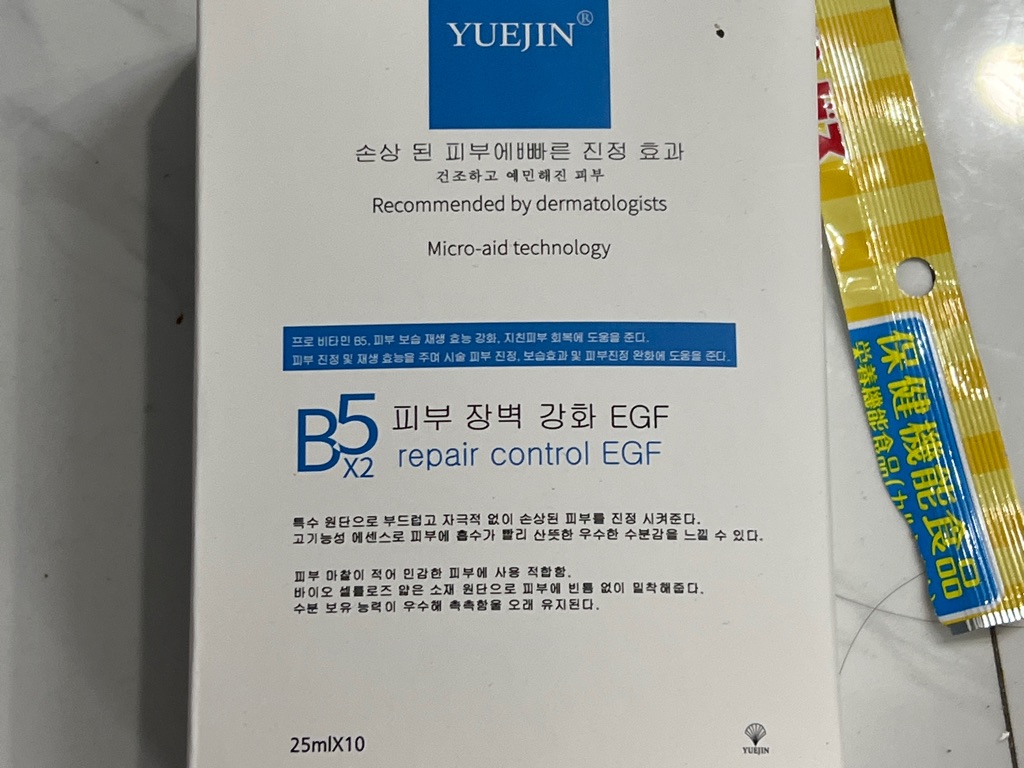 YUEJIN®
손상 된 피부에빠른 진정 효과
건조하고 예민해진 피부
Recommended by dermatologists
Micro-aid technology
프로 비타민 B5, 피부 보습 재생 효능 강화, 지친피부 회복에 도움을 준다.
피부 진정 및 재생 효능을 주며 시술 피부 진정, 보습효과 및 피부진정 완화에 도움을 준다.
B5 X2
피부 장벽 강화 EGF
repair control EGF
특수 원단으로 부드럽고 자극적 없이 손상된 피부를 진정 시켜준다.
고기능성 에센스로 피부에 흡수가 빨리 산뜻한 우수한 수분감을 느낄 수 있다.
피부 마찰이 적어 민감한 피부에 사용 적합함.
바이오 셀룰로즈 얇은 소재 원단으로 피부에 빈틈 없이 밀착해줍다.
수분 보유 능력이 우수해 촉촉함을 오래 유지된다.
25mlX10
YUEJIN
保健機能食品
栄養機能食品(